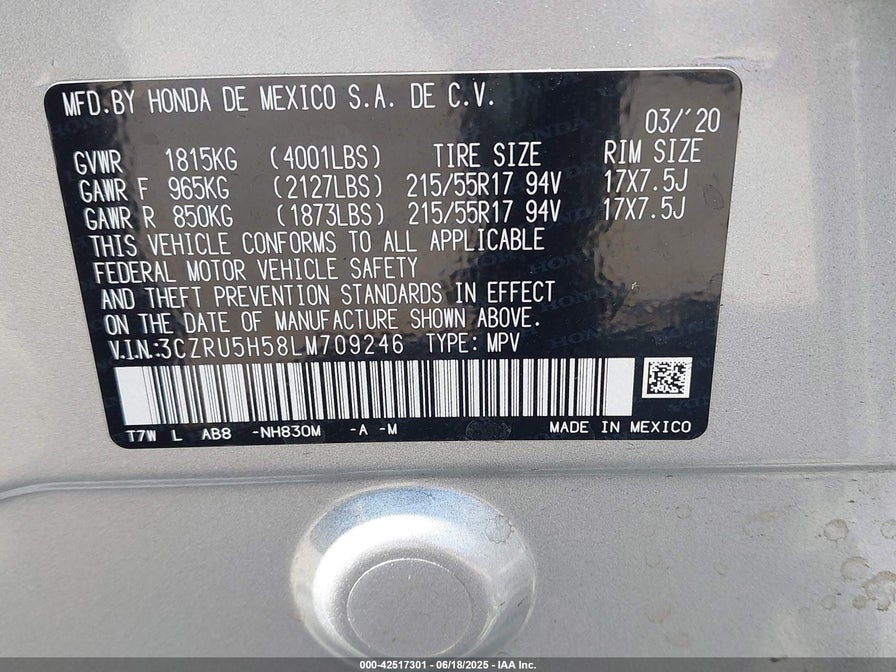 MFD.BY HONDA DE MEXICO S.A. DE C.V.
03/'20
GVWR 1815KG (4001LBS) TIRE SIZE RIM SIZE
GAWR F 965KG (2127LBS) 215/55R17 94V 17X7.5J
GAWR R 850KG (1873LBS) 215/55R17 94V 17X7.5J
THIS VEHICLE CONFORMS TO ALL APPLICABLE
FEDERAL MOTOR VEHICLE SAFETY
AND THEFT PREVENTION STANDARDS IN EFFECT
ON THE DATE OF MANUFACTURE SHOWN ABOVE.
V.I.N.:3CZRU5H58LM709246 TYPE: MPV
T7W L AB8 -NH830M -A -M MADE IN MEXICO
000-42517301 - 06/18/2025 - IAA Inc.